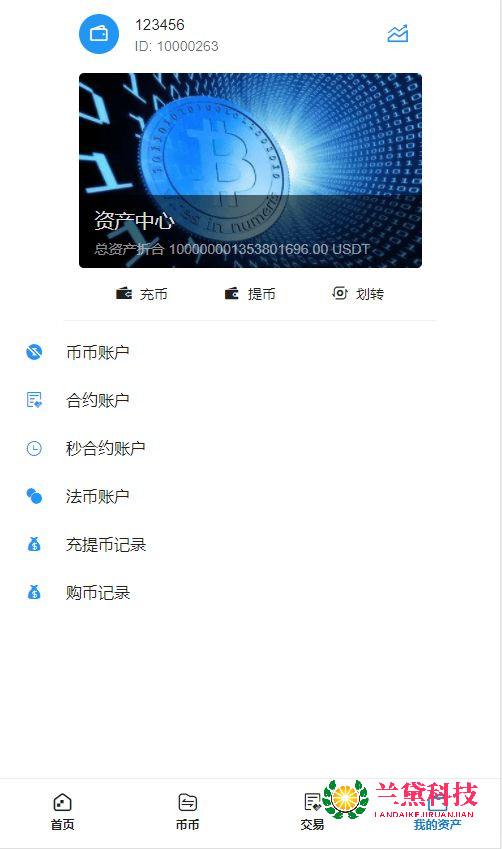 123456
ID: 10000263
资产中心
总资产折合 100000001353801696.00 USDT
充币 提币 划转
币币账户
合约账户
秒合约账户
法币账户
充提币记录
购币记录
兰黛科技
LANDAIKEJIRUANJIAN
首页 币币 交易 我的资产